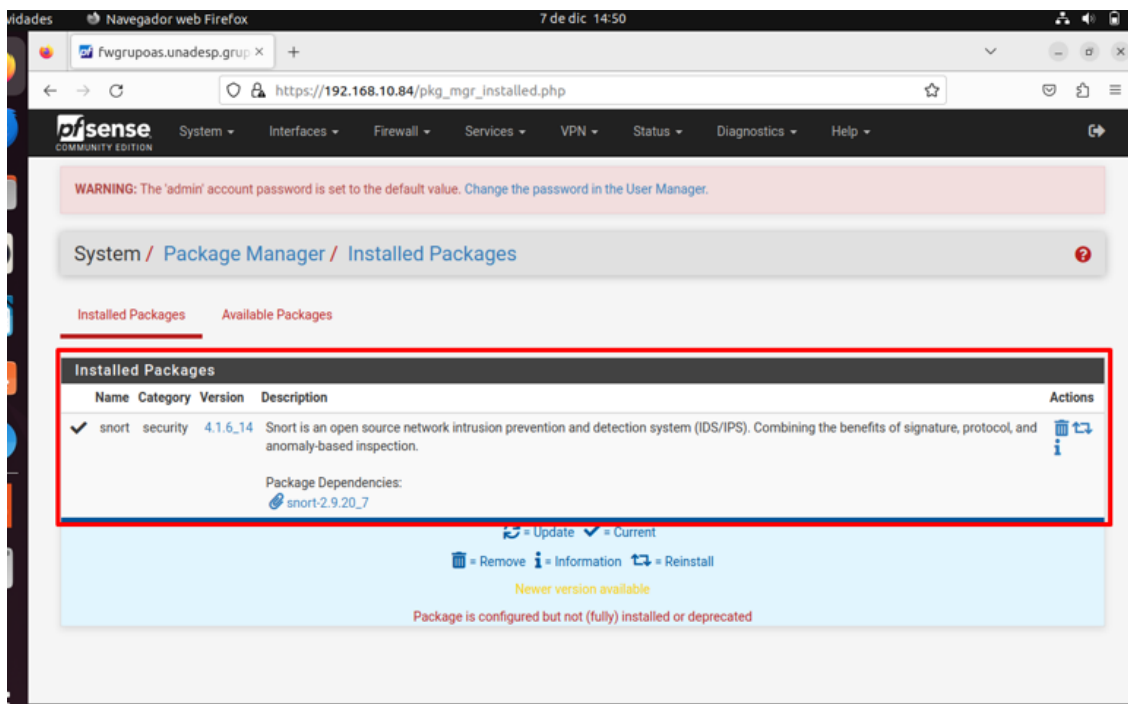 vidades Navegador web Firefox 7 de dic 14:50
fwgrupoas.unadesp.grup
https://192.168.10.84/pkg_mgr_installed.php
pfsense System Interfaces Firewall Services VPN Status Diagnostics Help
COMMUNITY EDITION
WARNING: The 'admin' account password is set to the default value. Change the password in the User Manager.
System / Package Manager / Installed Packages
Installed Packages Available Packages
Installed Packages
Name Category Version Description Actions
snort security 4.1.6_14 Snort is an open source network intrusion prevention and detection system (IDS/IPS). Combining the benefits of signature, protocol, and
anomaly-based inspection.
Package Dependencies:
snort-2.9.20_7
= Update = Current
= Remove = Information = Reinstall
Newer version available
Package is configured but not (fully) installed or deprecated